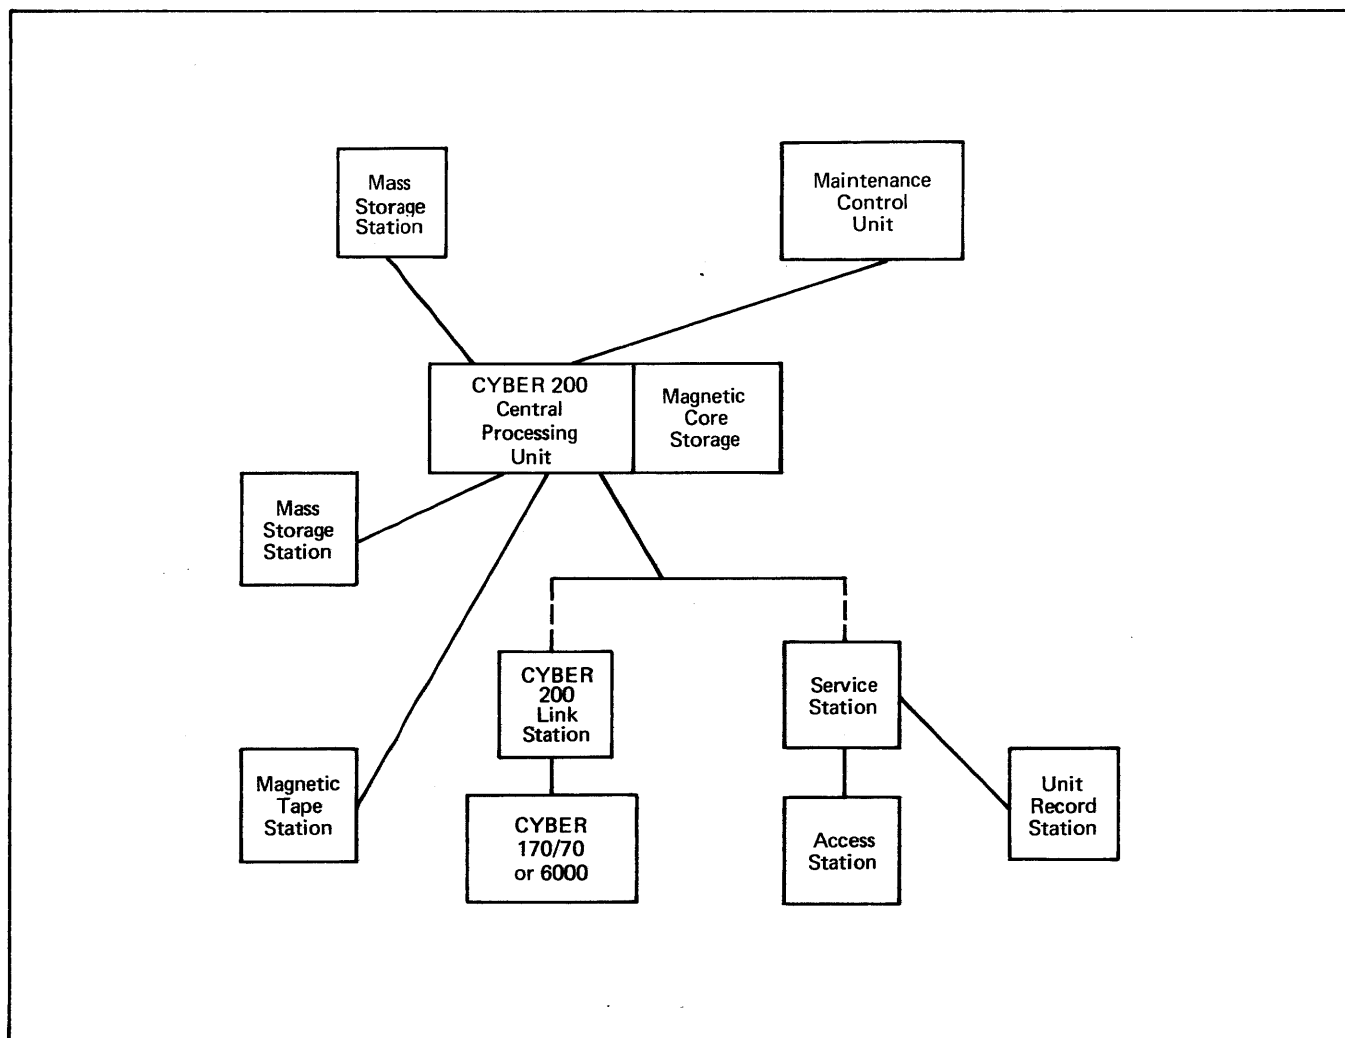 Mass
Storage
Station
Maintenance
Control
Unit
CYBER 200
Central
Processing
Unit
Magnetic
Core
Storage
Mass
Storage
Station
CYBER
200
Link
Station
Service
Station
Magnetic
Tape
Station
CYBER
170/70
or 6000
Access
Station
Unit
Record
Station